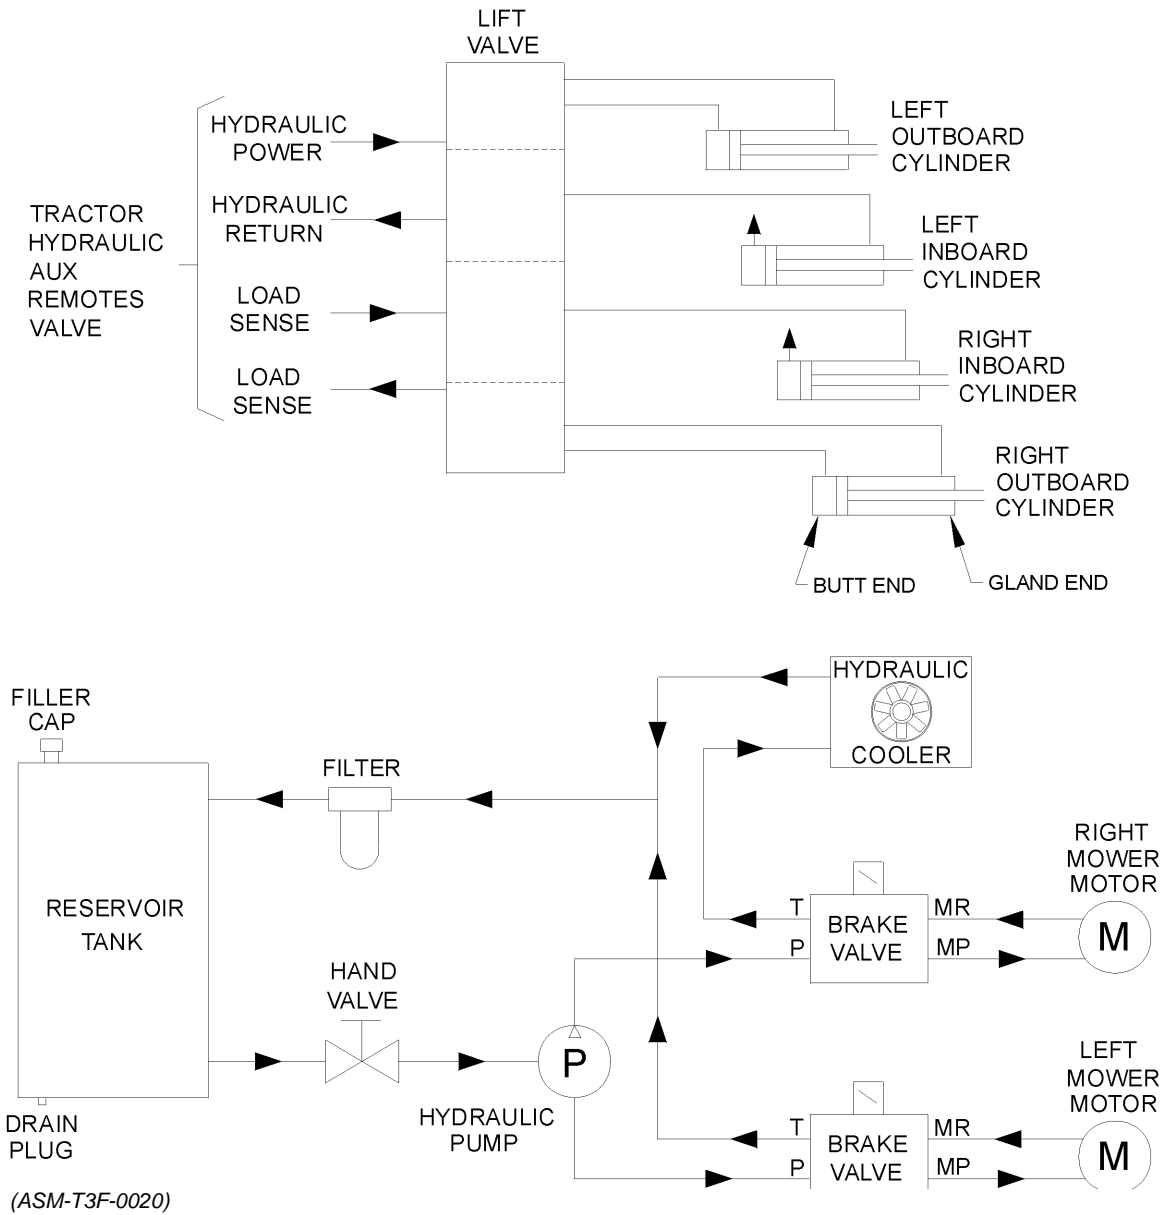 LIFT
VALVE
TRACTOR
HYDRAULIC
AUX
REMOTES
VALVE
HYDRAULIC
POWER
HYDRAULIC
RETURN
LOAD
SENSE
LOAD
SENSE
LEFT
OUTBOARD
CYLINDER
LEFT
INBOARD
CYLINDER
RIGHT
INBOARD
CYLINDER
RIGHT
OUTBOARD
CYLINDER
BUTT END
GLAND END
FILLER
CAP
RESERVOIR
TANK
DRAIN
PLUG
FILTER
HAND
VALVE
HYDRAULIC
PUMP
P
HYDRAULIC
COOLER
RIGHT
MOWER
MOTOR
T
P
BRAKE
VALVE
MR
MP
M
LEFT
MOWER
MOTOR
T
P
BRAKE
VALVE
MR
MP
M
(ASM-T3F-0020)